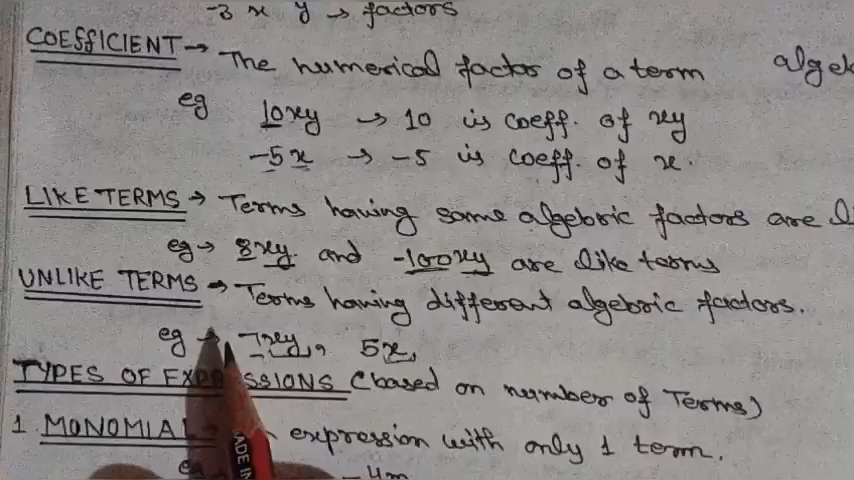 -3 x y → factors
COEFFICIENT → The numerical factor of a term
eg 10xy → 10 is coeff. of xy
-5x → -5 is coeff. of x
LIKE TERMS → Terms having same algebric factors are
eg → 8xy and -100xy are like terms
UNLIKE TERMS → Terms having different algebric factors.
eg → 7xy, 5x,
TYPES OF EXPRESSIONS (based on number of Terms)
1 MONOMIAL expression with only 1 term.
eg -4m